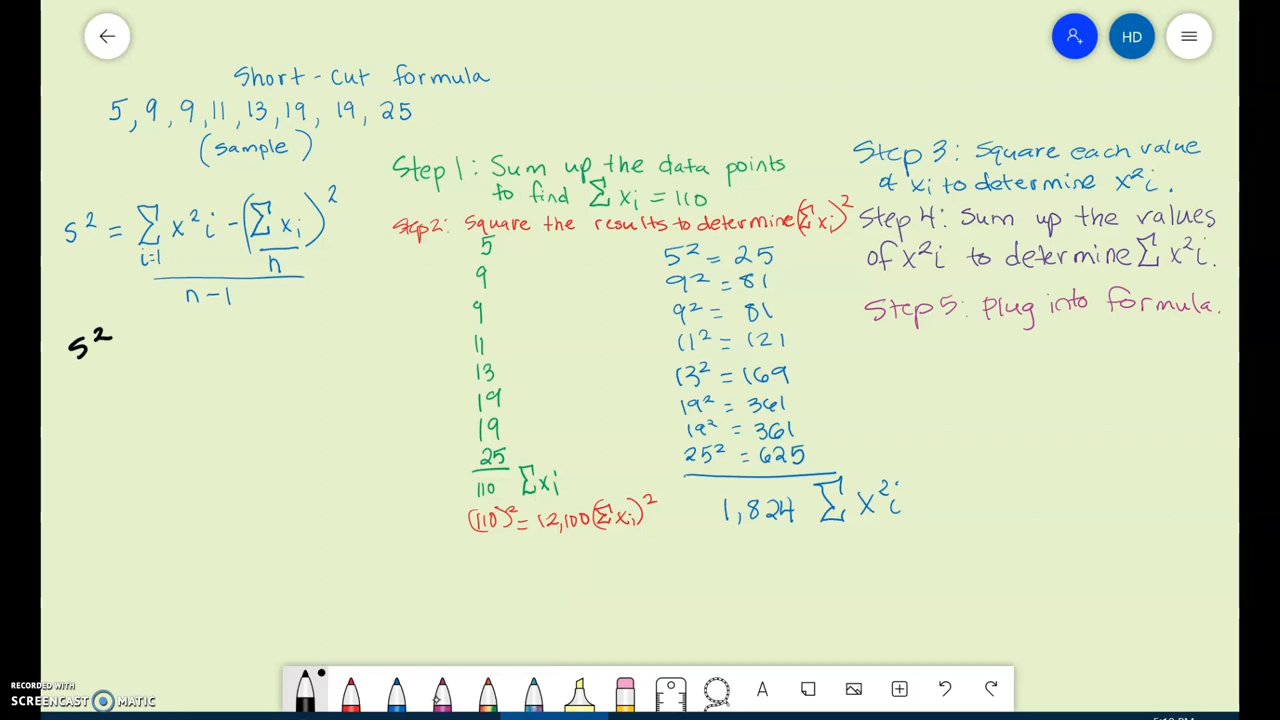 HD
Short-cut formula
5, 9, 9, 11, 13, 19, 19, 25
(sample)
s² = Σ x²i - (Σ xi)²
i=1
n
n-1
s²
Step 1: Sum up the data points
to find Σ xi = 110
Step2: Square the results to determine (Σ xi)²
5
9
9
11
13
19
19
25
110 Σxi
(110)² = 12,100 (Σxi)²
5² = 25
9² = 81
9² = 81
11² = 121
13² = 169
19² = 361
19² = 361
25² = 625
1,824 Σ x²i
Step 3: Square each value
of xi to determine x²i.
Step 4: Sum up the values
of x²i to determine Σ x²i.
Step 5: Plug into formula.
RECORDED WITH
SCREENCAST MATIC